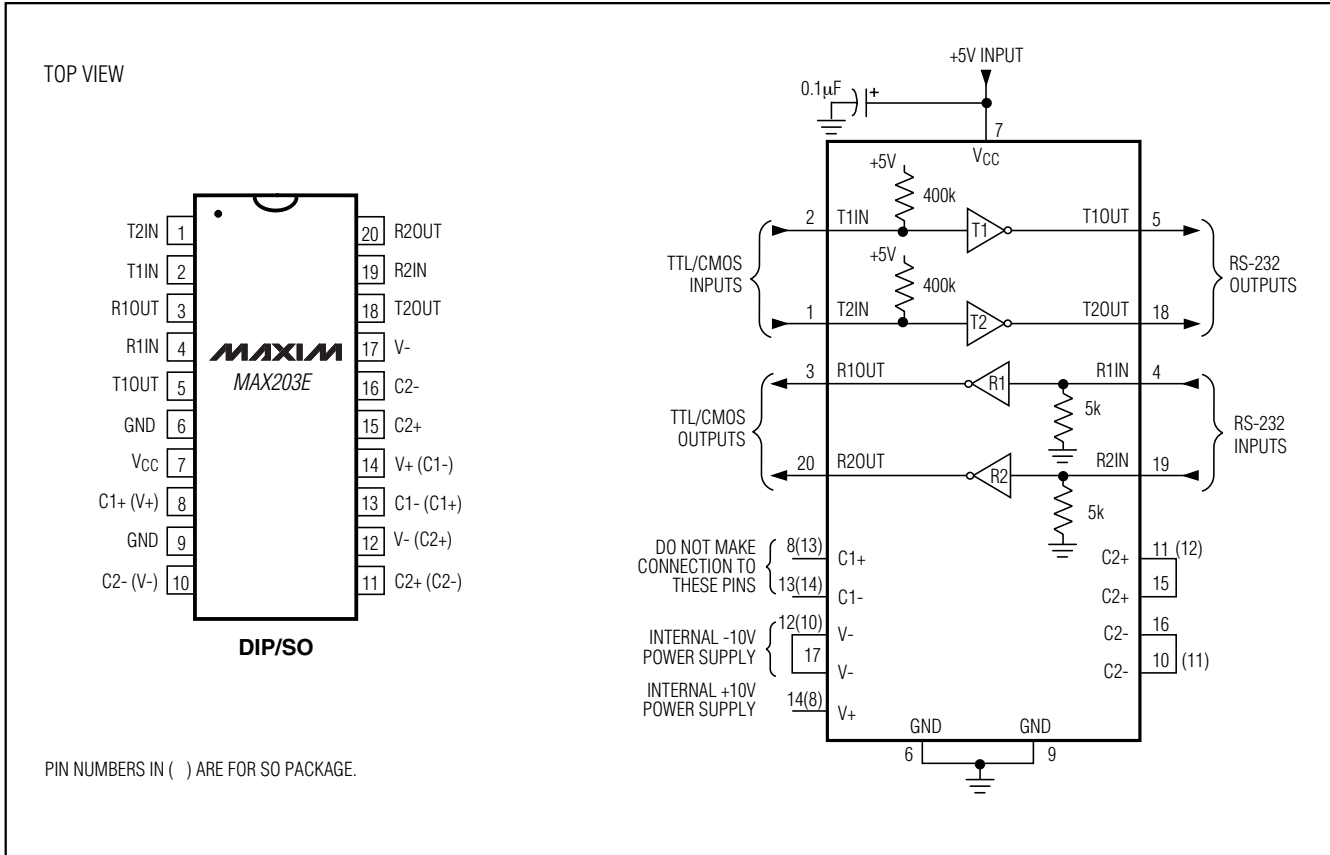 TOP VIEW
T2IN 1
T1IN 2
R1OUT 3
R1IN 4
T1OUT 5
GND 6
VCC 7
C1+ (V+) 8
GND 9
C2- (V-) 10
20 R2OUT
19 R2IN
18 T2OUT
17 V-
16 C2-
15 C2+
14 V+ (C1-)
13 C1- (C1+)
12 V- (C2+)
11 C2+ (C2-)
MAXIM
MAX203E
DIP/SO
PIN NUMBERS IN ( ) ARE FOR SO PACKAGE.
+5V INPUT
0.1µF
+
7
VCC
+5V
400k
2 T1IN T1 T1OUT 5
+5V
400k
1 T2IN T2 T2OUT 18
TTL/CMOS
INPUTS
RS-232
OUTPUTS
3 R1OUT R1 R1IN 4
5k
20 R2OUT R2 R2IN 19
5k
TTL/CMOS
OUTPUTS
RS-232
INPUTS
DO NOT MAKE
CONNECTION TO
THESE PINS
8(13) C1+
13(14) C1-
INTERNAL -10V
POWER SUPPLY
12(10) V-
17 V-
INTERNAL +10V
POWER SUPPLY
14(8) V+
C2+ 11 (12)
C2+ 15
C2- 16
C2- 10 (11)
GND GND
6 9